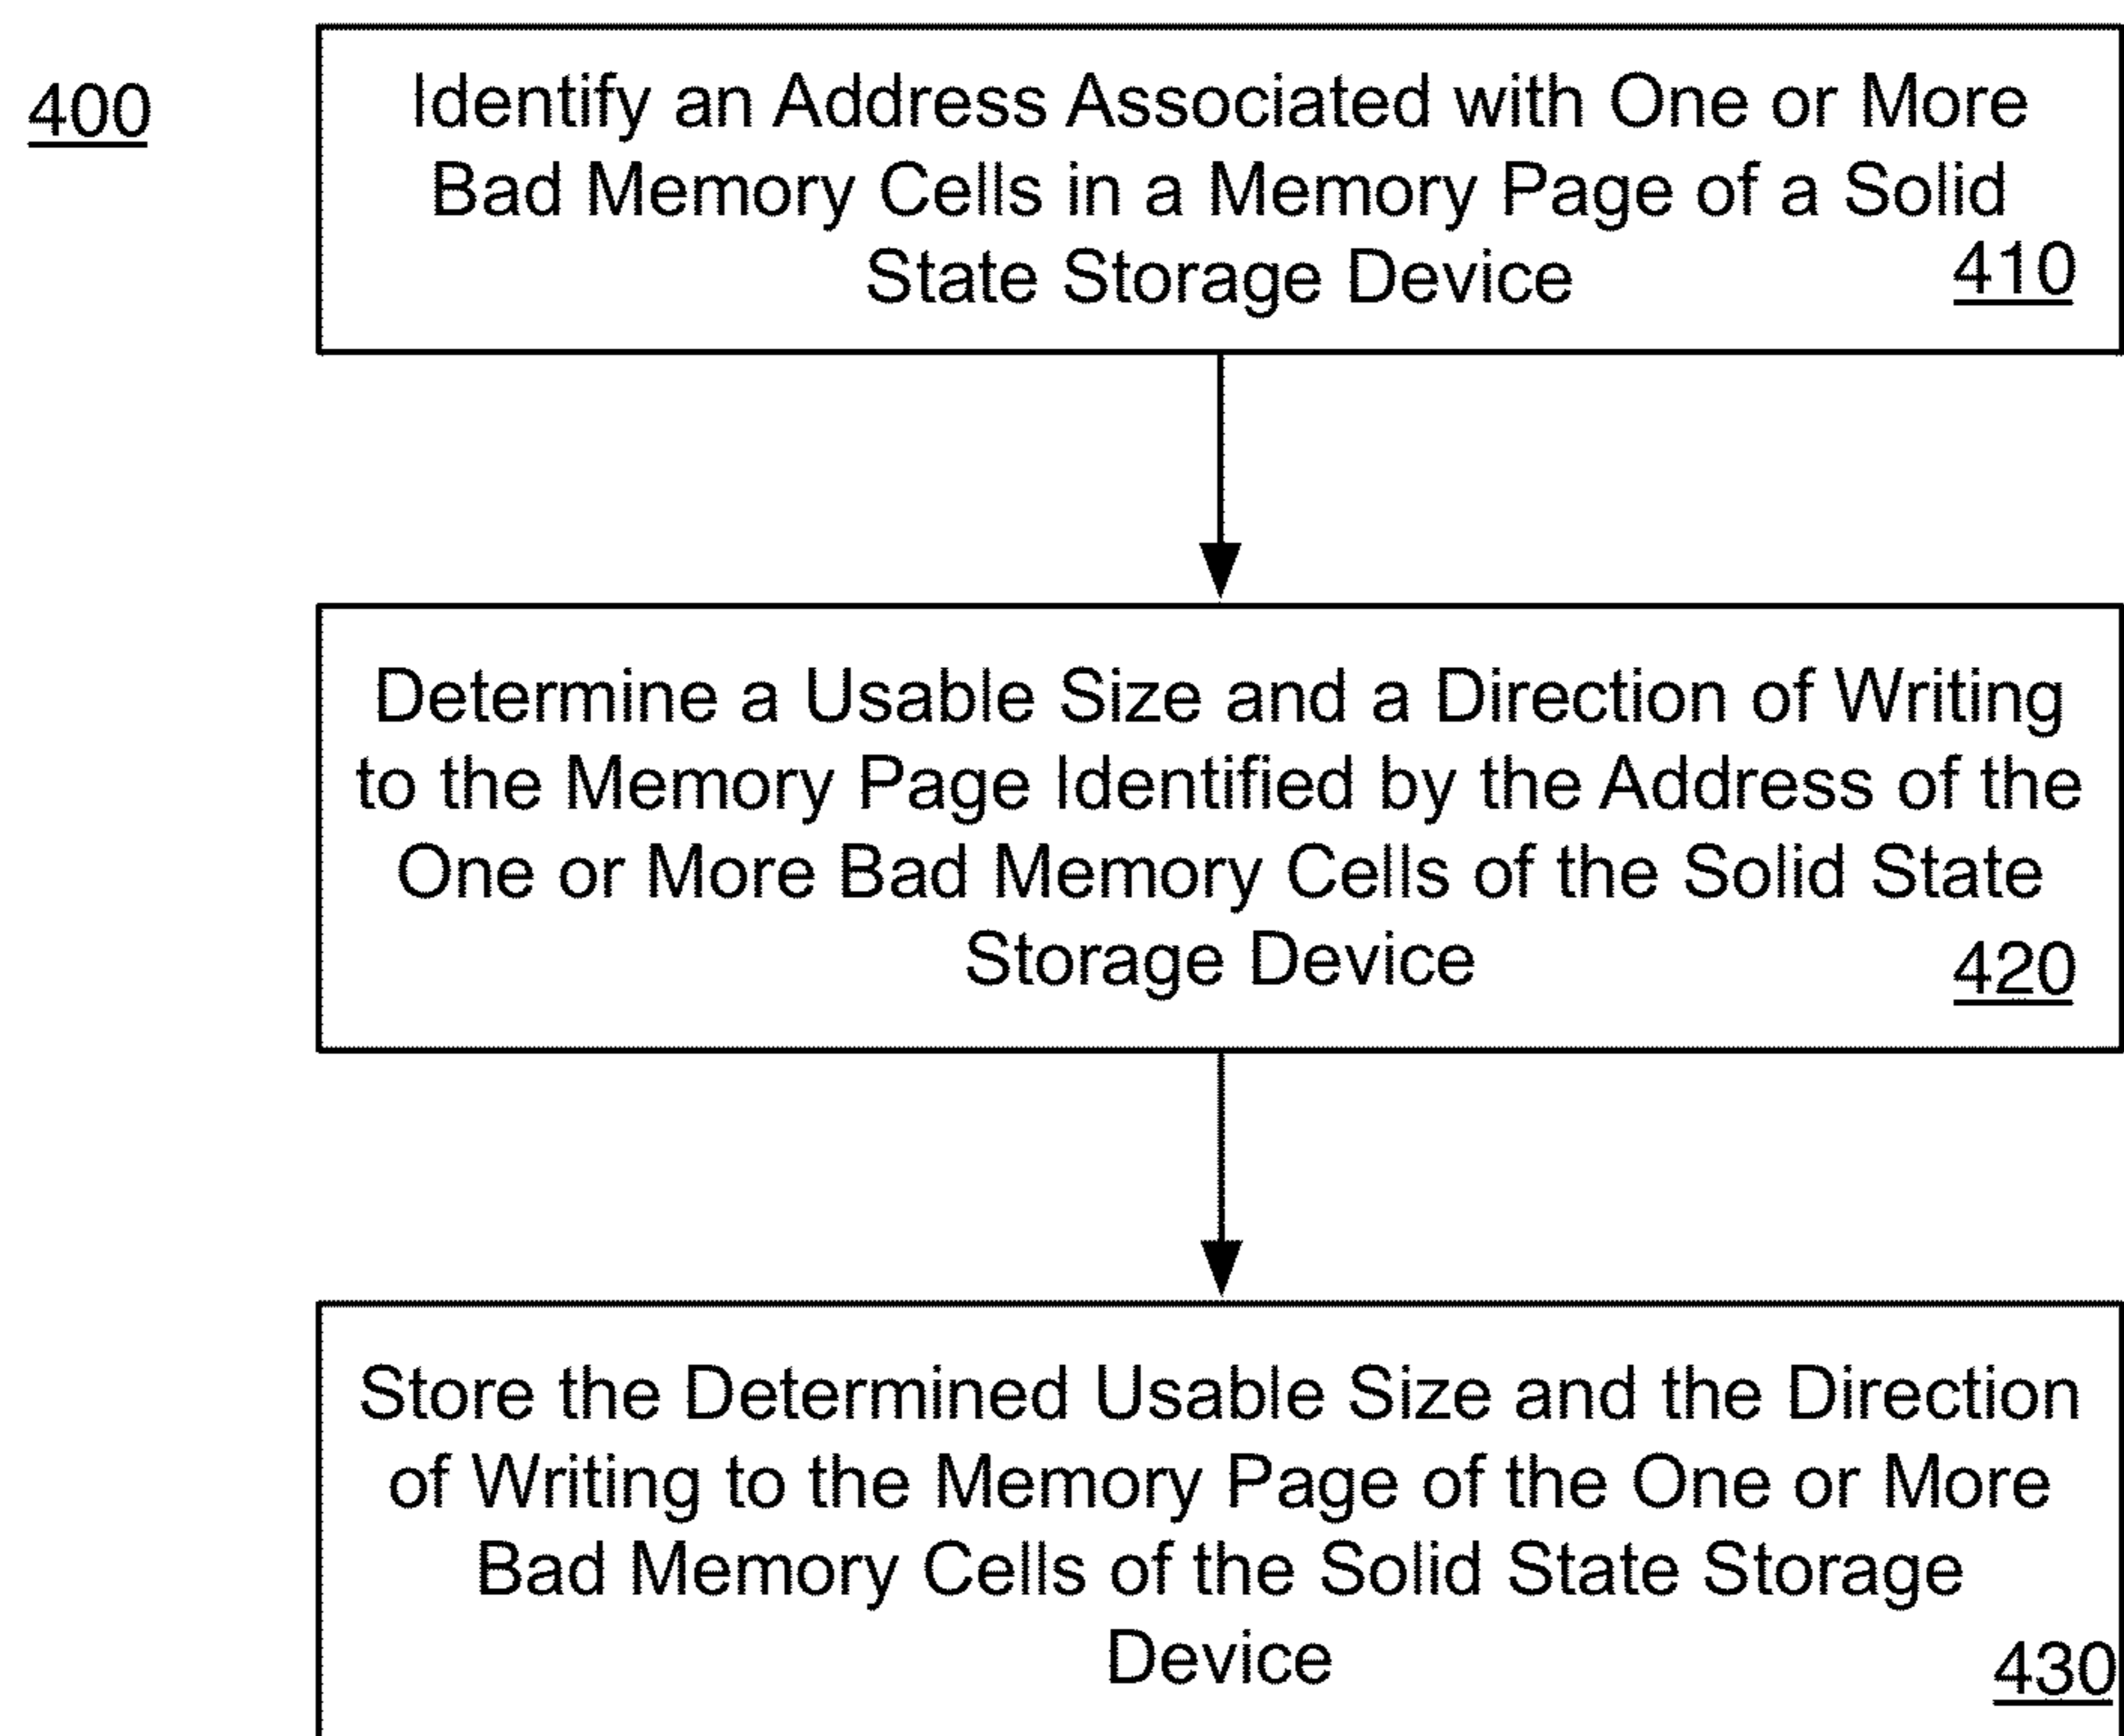 400
Identify an Address Associated with One or More
Bad Memory Cells in a Memory Page of a Solid
State Storage Device
410
Determine a Usable Size and a Direction of Writing
to the Memory Page Identified by the Address of the
One or More Bad Memory Cells of the Solid State
Storage Device
420
Store the Determined Usable Size and the Direction
of Writing to the Memory Page of the One or More
Bad Memory Cells of the Solid State Storage
Device
430